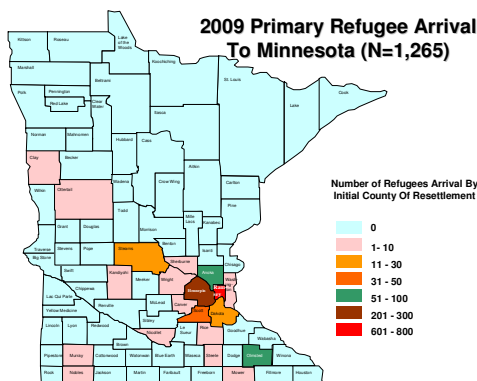 2009 Primary Refugee Arrival
To Minnesota (N=1,265)
Kittson
Roseau
Lake
of the
Woods
Koochiching
Marshall
St. Louis
Cook
Beltrami
Polk
Pennington
Red Lake
Clear
Water
Lake
Itasca
Norman
Mahnomen
Hubbard
Cass
Clay
Becker
Aitkin
Wadena
Crow Wing
Carlton
Wilkin
Ottertail
Pine
Todd
Mille
Lacs
Kanabec
Grant
Douglas
Morrison
Benton
Traverse
Stevens
Pope
Stearns
Isanti
Big Stone
Sherburne
Chisago
Swift
Kandiyohi
Meeker
Wright
Anoka
Hennepin
Chippewa
Lac Qui Parle
McLeod
Carver
Renville
Scott
Dakota
Yellow Medicine
Sibley
Lincoln
Lyon
Redwood
Nicollet
Le
Sueur
Rice
Goodhue
Wabasha
Brown
Pipestone
Murray
Cottonwood
Watonwan
Blue Earth
Waseca
Steele
Dodge
Olmsted
Winona
Rock
Nobles
Jackson
Martin
Faribault
Freeborn
Mower
Fillmore
Houston
Number of Refugees Arrival By
Initial County Of Resettlement
0
1- 10
11 - 30
31 - 50
51 - 100
201 - 300
601 - 800